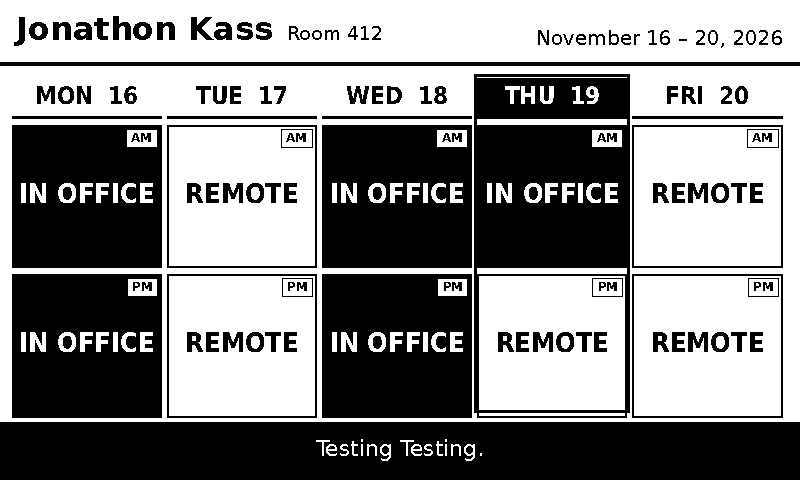 Jonathon Kass Room 412
November 16 – 20, 2026
MON 16 TUE 17 WED 18 THU 19 FRI 20
AM AM AM AM AM
IN OFFICE REMOTE IN OFFICE IN OFFICE REMOTE
PM PM PM PM PM
IN OFFICE REMOTE IN OFFICE REMOTE REMOTE
Testing Testing.